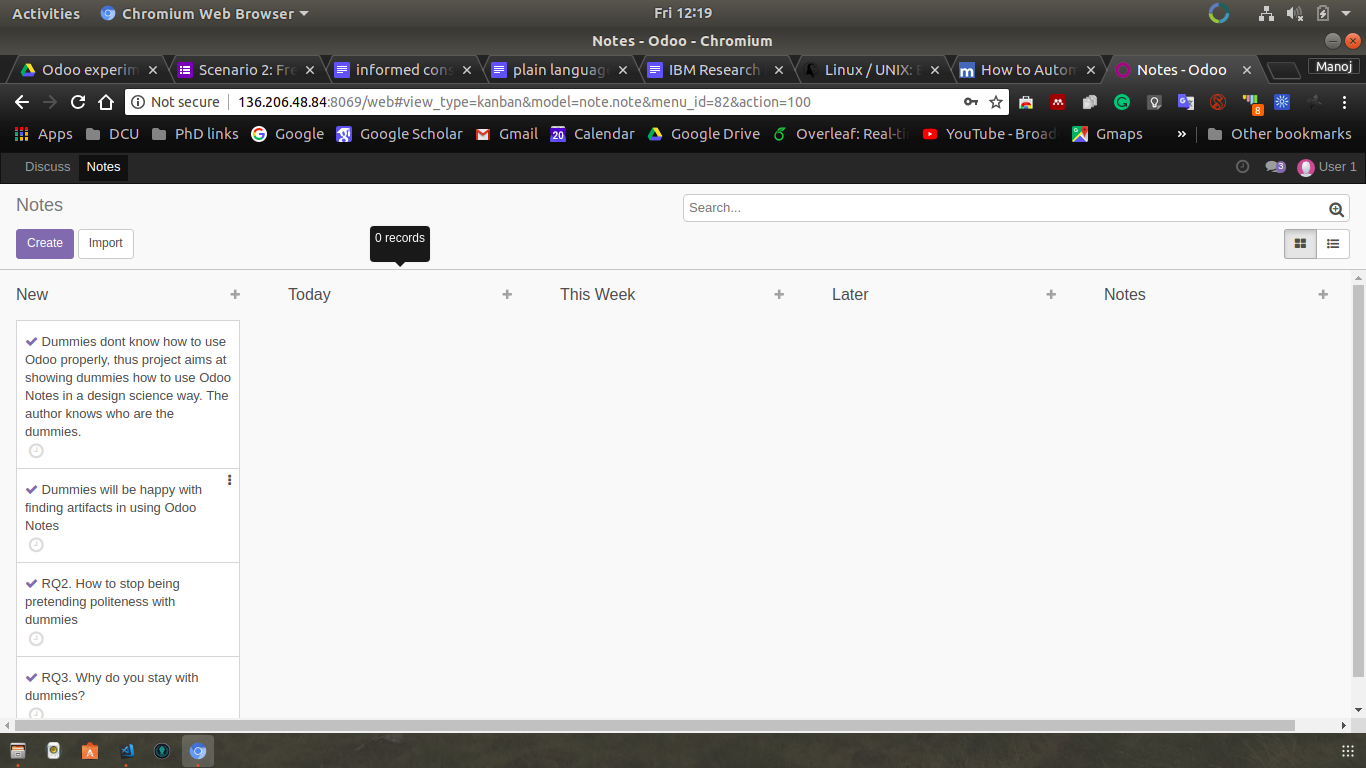 Activities Chromium Web Browser Fri 12:19
Notes - Odoo - Chromium
Odoo experim Scenario 2: Fre informed cons plain language IBM Research Linux / UNIX: E How to Autom Notes - Odoo Manoj
Not secure 136.206.48.84:8069/web#view_type=kanban&model=note.note&menu_id=82&action=100 8
Apps DCU PhD links Google Google Scholar Gmail 20 Calendar Google Drive Overleaf: Real-ti YouTube - Broad Gmaps » Other bookmarks
Discuss Notes 3 User 1
Notes
Search...
Create Import
0 records
New + Today + This Week + Later + Notes +
Dummies dont know how to use
Odoo properly, thus project aims at
showing dummies how to use Odoo
Notes in a design science way. The
author knows who are the
dummies.
Dummies will be happy with
finding artifacts in using Odoo
Notes
RQ2. How to stop being
pretending politeness with
dummies
RQ3. Why do you stay with
dummies?